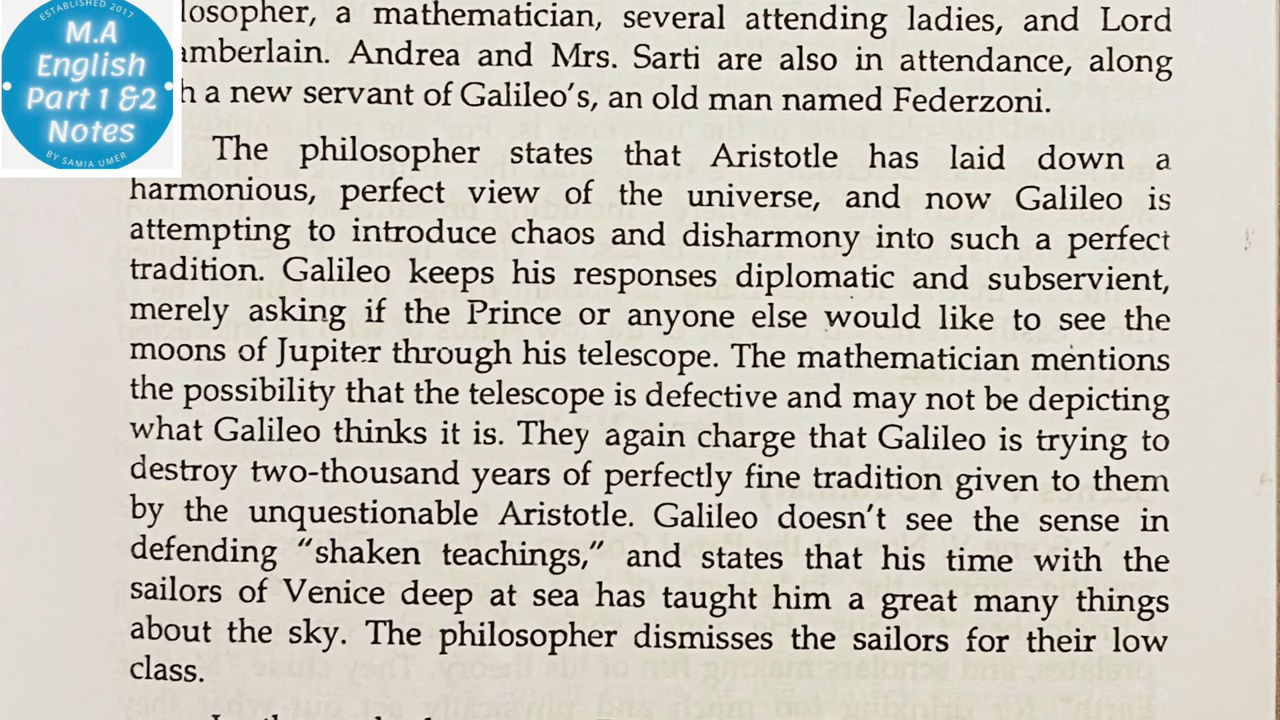 ESTABLISHED 2017
M.A
English
Part 1 &2
Notes
BY SAMIA UMER
losopher, a mathematician, several attending ladies, and Lord
amberlain. Andrea and Mrs. Sarti are also in attendance, along
h a new servant of Galileo's, an old man named Federzoni.
The philosopher states that Aristotle has laid down a
harmonious, perfect view of the universe, and now Galileo is
attempting to introduce chaos and disharmony into such a perfect
tradition. Galileo keeps his responses diplomatic and subservient,
merely asking if the Prince or anyone else would like to see the
moons of Jupiter through his telescope. The mathematician mentions
the possibility that the telescope is defective and may not be depicting
what Galileo thinks it is. They again charge that Galileo is trying to
destroy two-thousand years of perfectly fine tradition given to them
by the unquestionable Aristotle. Galileo doesn't see the sense in
defending "shaken teachings," and states that his time with the
sailors of Venice deep at sea has taught him a great many things
about the sky. The philosopher dismisses the sailors for their low
class.